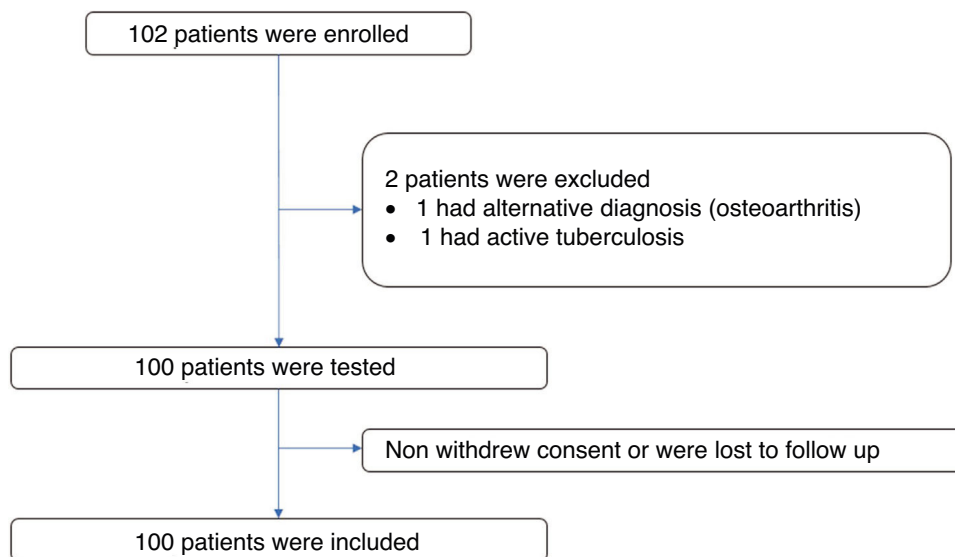 102 patients were enrolled
2 patients were excluded
• 1 had alternative diagnosis (osteoarthritis)
• 1 had active tuberculosis
100 patients were tested
Non withdrew consent or were lost to follow up
100 patients were included